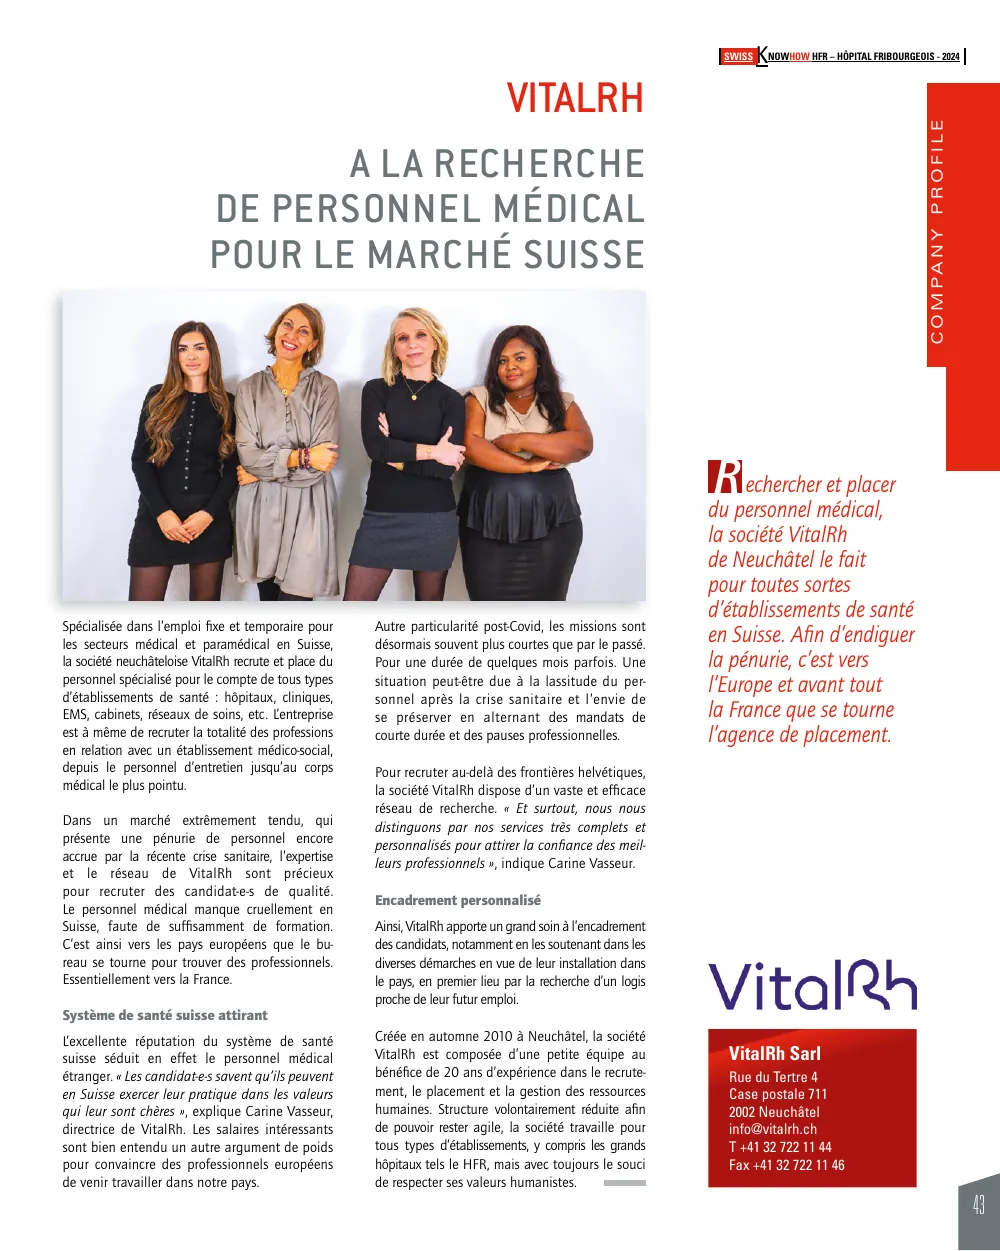 SWISS KNOWHOW HFR – HÔPITAL FRIBOURGEOIS - 2024
COMPANY PROFILE
VITALRH
A LA RECHERCHE
DE PERSONNEL MÉDICAL
POUR LE MARCHÉ SUISSE
Rechercher et placer
du personnel médical,
la société VitalRh
de Neuchâtel le fait
pour toutes sortes
d'établissements de santé
en Suisse. Afin d'endiguer
la pénurie, c'est vers
l'Europe et avant tout
la France que se tourne
l'agence de placement.
Spécialisée dans l'emploi fixe et temporaire pour
les secteurs médical et paramédical en Suisse,
la société neuchâteloise VitalRh recrute et place du
personnel spécialisé pour le compte de tous types
d'établissements de santé : hôpitaux, cliniques,
EMS, cabinets, réseaux de soins, etc. L'entreprise
est à même de recruter la totalité des professions
en relation avec un établissement médico-social,
depuis le personnel d'entretien jusqu'au corps
médical le plus pointu.
Dans un marché extrêmement tendu, qui
présente une pénurie de personnel encore
accrue par la récente crise sanitaire, l'expertise
et le réseau de VitalRh sont précieux
pour recruter des candidat-e-s de qualité.
Le personnel médical manque cruellement en
Suisse, faute de suffisamment de formation.
C'est ainsi vers les pays européens que le bu-
reau se tourne pour trouver des professionnels.
Essentiellement vers la France.
Système de santé suisse attirant
L'excellente réputation du système de santé
suisse séduit en effet le personnel médical
étranger. « Les candidat-e-s savent qu'ils peuvent
en Suisse exercer leur pratique dans les valeurs
qui leur sont chères », explique Carine Vasseur,
directrice de VitalRh. Les salaires intéressants
sont bien entendu un autre argument de poids
pour convaincre des professionnels européens
de venir travailler dans notre pays.
Autre particularité post-Covid, les missions sont
désormais souvent plus courtes que par le passé.
Pour une durée de quelques mois parfois. Une
situation peut-être due à la lassitude du per-
sonnel après la crise sanitaire et l'envie de
se préserver en alternant des mandats de
courte durée et des pauses professionnelles.
Pour recruter au-delà des frontières helvétiques,
la société VitalRh dispose d'un vaste et efficace
réseau de recherche. « Et surtout, nous nous
distinguons par nos services très complets et
personnalisés pour attirer la confiance des meil-
leurs professionnels », indique Carine Vasseur.
Encadrement personnalisé
Ainsi, VitalRh apporte un grand soin à l'encadrement
des candidats, notamment en les soutenant dans les
diverses démarches en vue de leur installation dans
le pays, en premier lieu par la recherche d'un logis
proche de leur futur emploi.
Créée en automne 2010 à Neuchâtel, la société
VitalRh est composée d'une petite équipe au
bénéfice de 20 ans d'expérience dans le recrute-
ment, le placement et la gestion des ressources
humaines. Structure volontairement réduite afin
de pouvoir rester agile, la société travaille pour
tous types d'établissements, y compris les grands
hôpitaux tels le HFR, mais avec toujours le souci
de respecter ses valeurs humanistes.
VitalRh
VitalRh Sarl
Rue du Tertre 4
Case postale 711
2002 Neuchâtel
info@vitalrh.ch
T +41 32 722 11 44
Fax +41 32 722 11 46
43